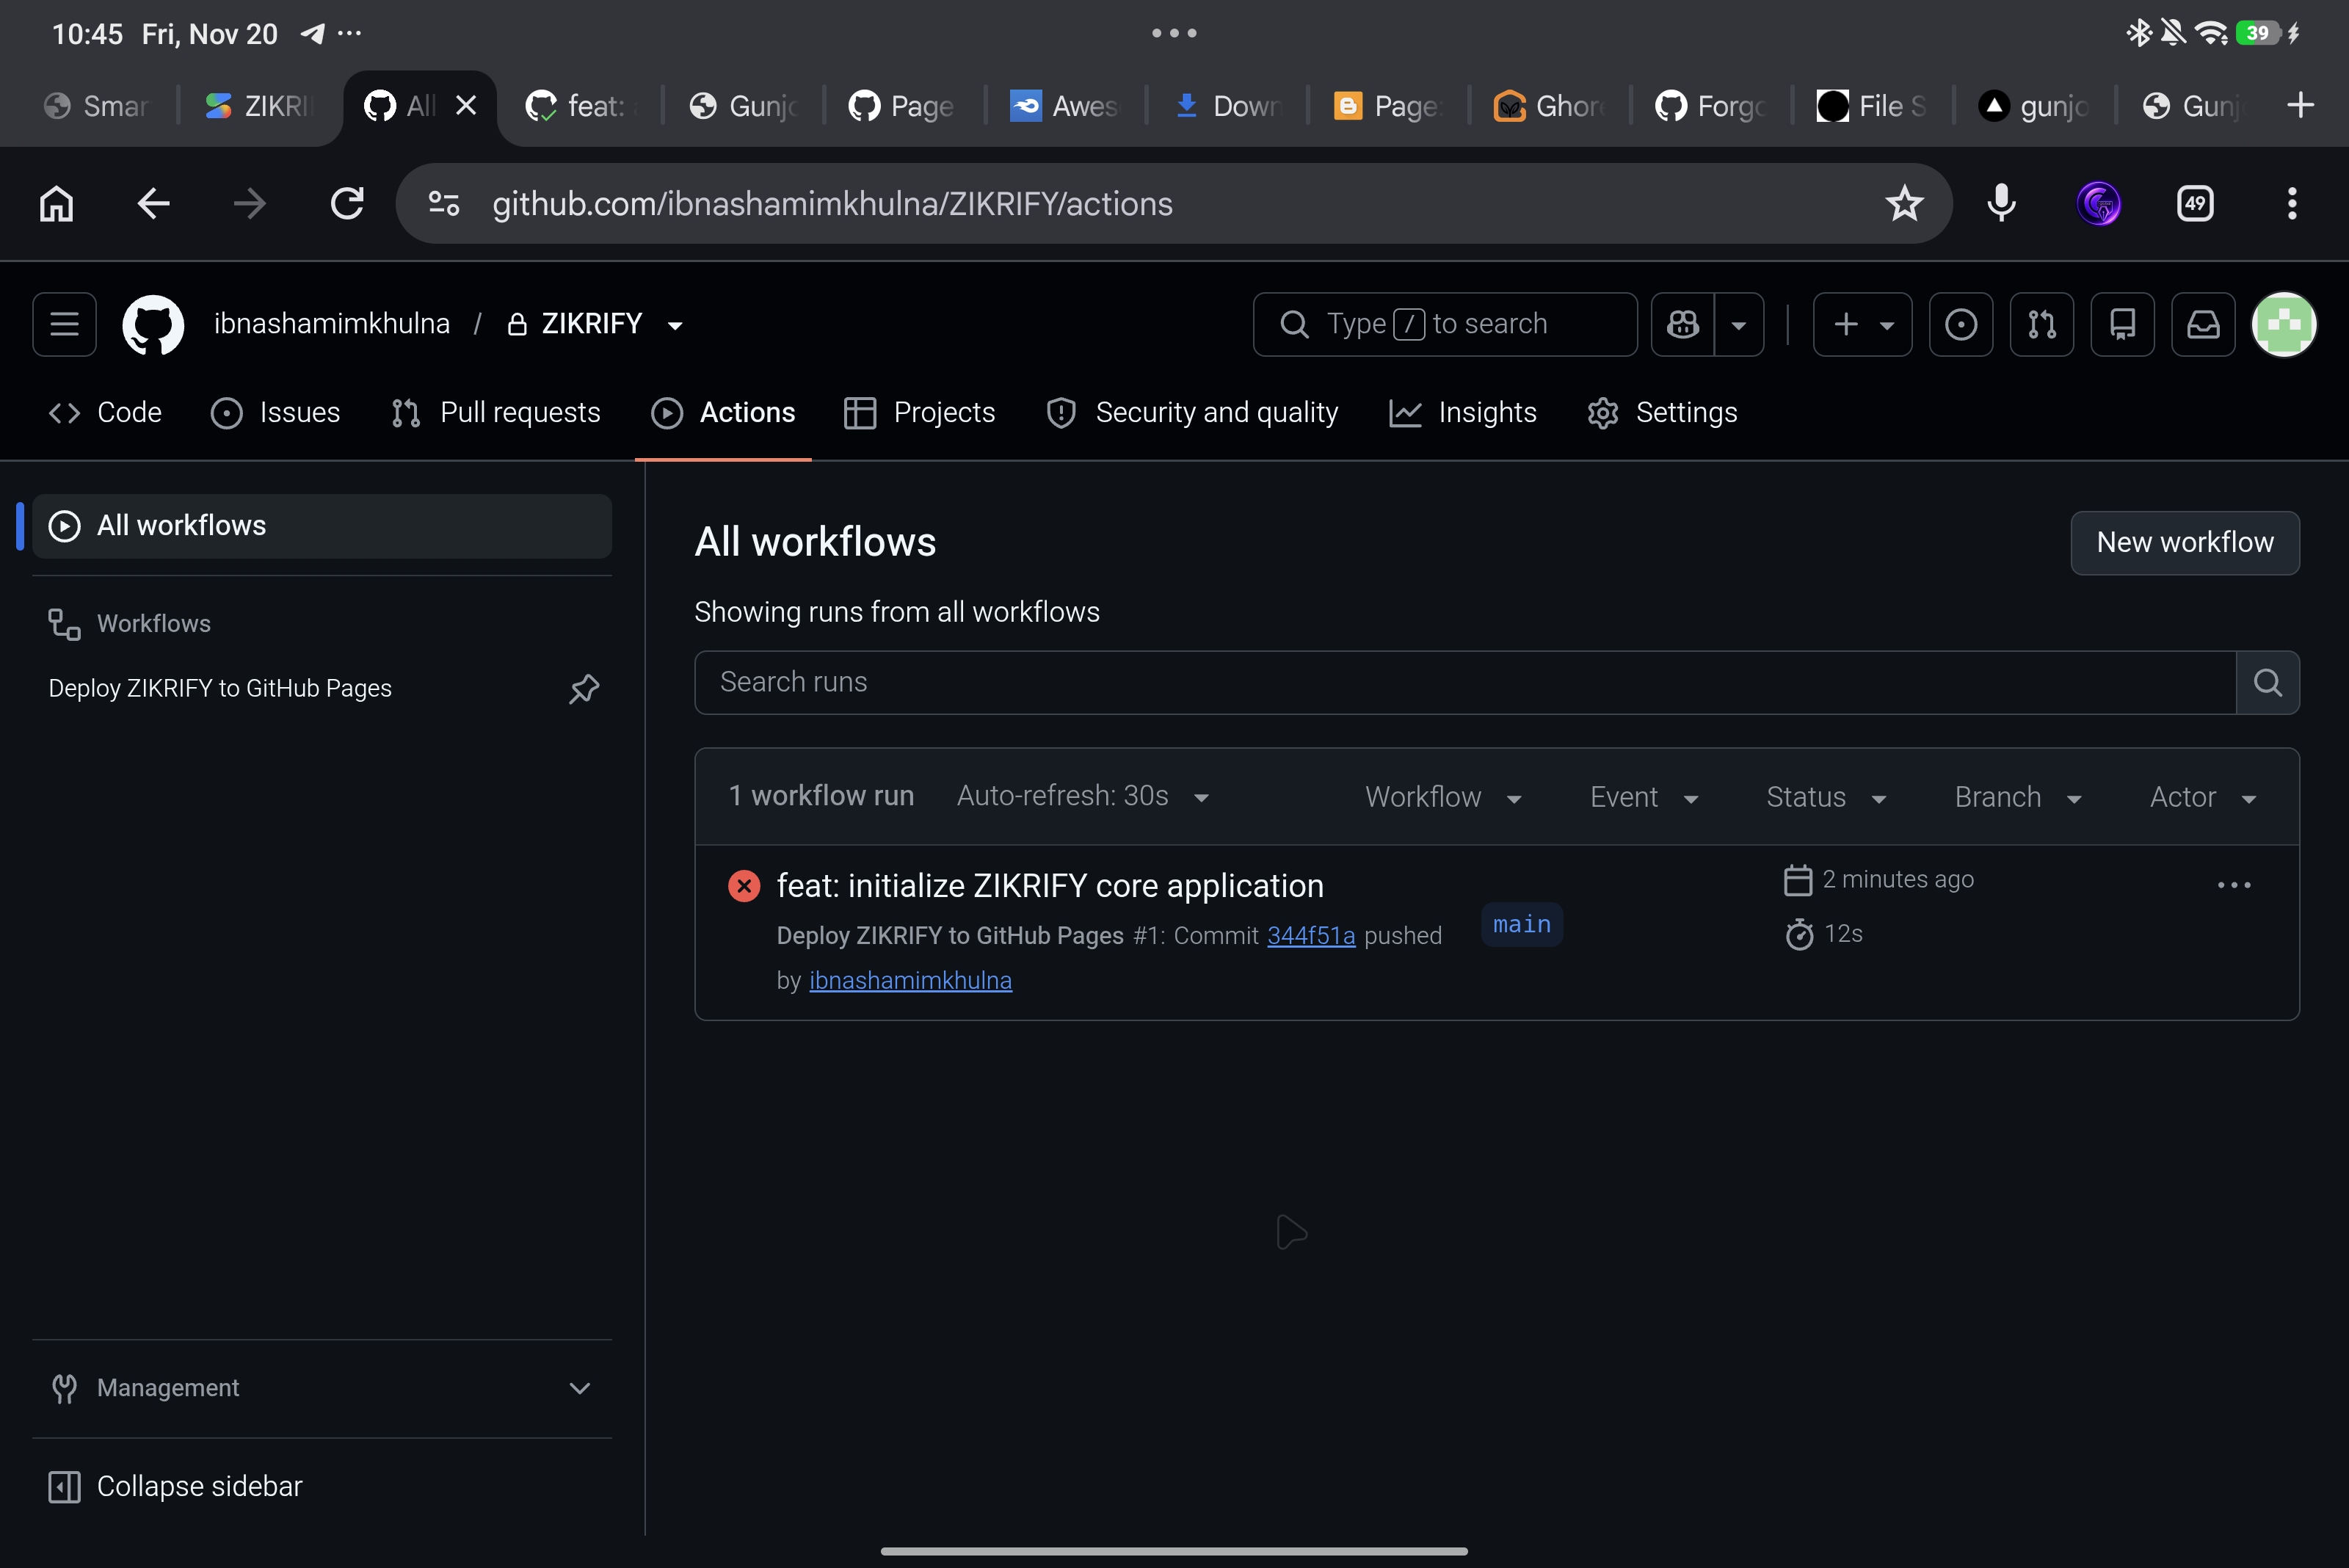 10:45 Fri, Nov 20
Smar
ZIKRI
All
feat:
Gunjo
Page
Awes
Down
Page
Ghor
Forgo
File S
gunjo
Gunj
github.com/ibnashamimkhulna/ZIKRIFY/actions
49
39
ibnashamimkhulna / ZIKRIFY
Type / to search
Code
Issues
Pull requests
Actions
Projects
Security and quality
Insights
Settings
All workflows
Workflows
Deploy ZIKRIFY to GitHub Pages
Management
Collapse sidebar
All workflows
New workflow
Showing runs from all workflows
Search runs
1 workflow run
Auto-refresh: 30s
Workflow
Event
Status
Branch
Actor
feat: initialize ZIKRIFY core application
Deploy ZIKRIFY to GitHub Pages #1: Commit 344f51a pushed
by ibnashamimkhulna
main
2 minutes ago
12s